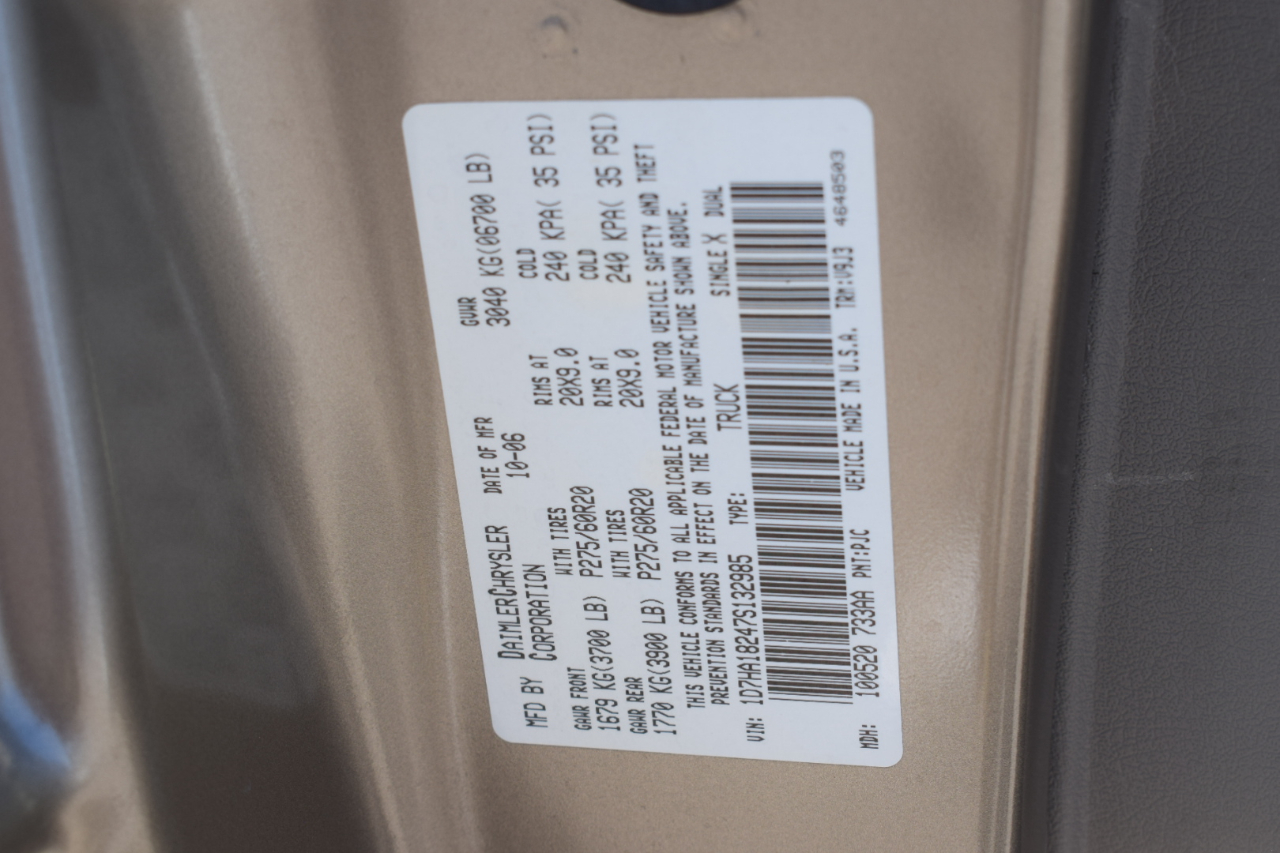 MFD BY DAIMLERCHRYSLER CORPORATION
DATE OF MFR 10-06
GVWR 3040 KG(06700 LB)
GAWR FRONT WITH TIRES RIMS AT COLD
1679 KG(3700 LB) P275/60R20 20X9.0 240 KPA( 35 PSI)
GAWR REAR WITH TIRES RIMS AT COLD
1770 KG(3900 LB) P275/60R20 20X9.0 240 KPA( 35 PSI)
THIS VEHICLE CONFORMS TO ALL APPLICABLE FEDERAL MOTOR VEHICLE SAFETY AND THEFT
PREVENTION STANDARDS IN EFFECT ON THE DATE OF MANUFACTURE SHOWN ABOVE.
VIN: 1D7HA18247S132985 TYPE: TRUCK SINGLE X DUAL
MDH: 100520 733AA PNT:PJC VEHICLE MADE IN U.S.A. TRM:V9J3 4648503